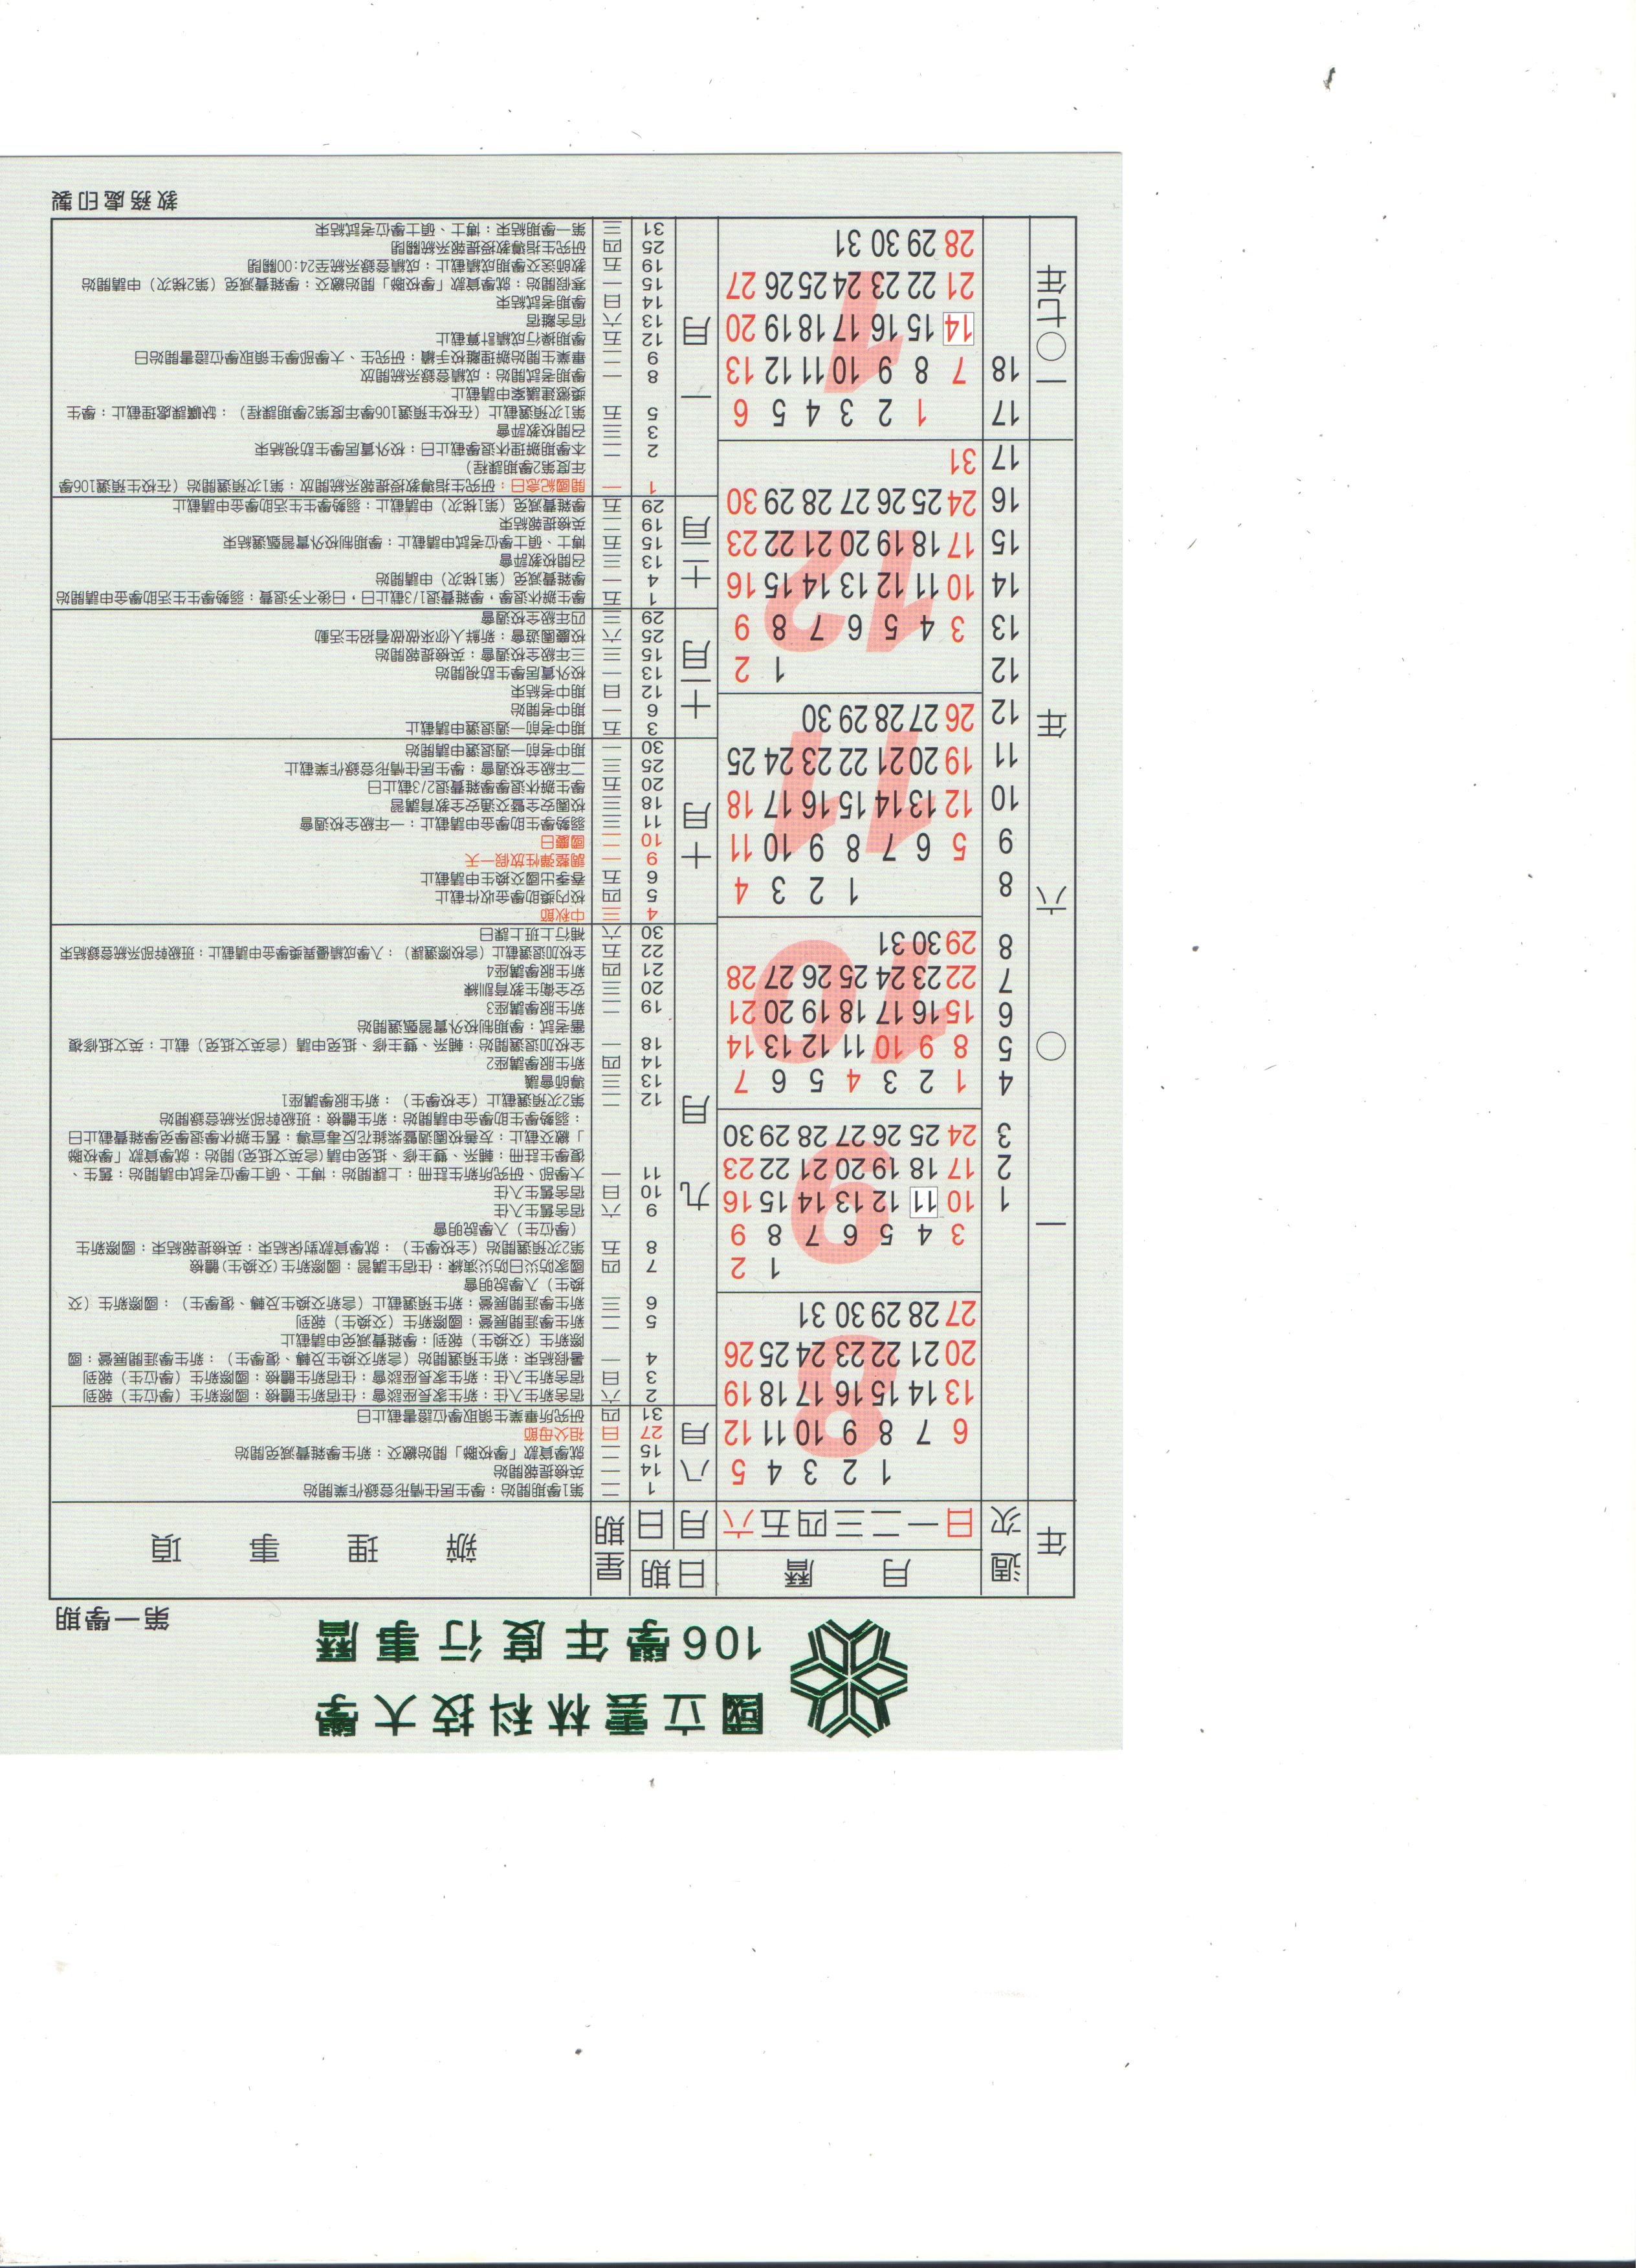 國立雲林科技大學
106學年度行事曆
第一學期
年
週次
月曆
日期
星期
辦理事項
日一二三四五六
月
日
一〇六年
八月
1 2 3 4 5
6 7 8 9 10 11 12
13 14 15 16 17 18 19
20 21 22 23 24 25 26
27 28 29 30 31
8
1 二 第1學期開始；學生居住情形登錄作業開始
14 一 英檢提報開始
15 二 就學貸款「學校聯」開始繳交；新生學雜費減免開始
27 日 祖父母節
31 四 研究所畢業生領取學位證書截止日
九月
1 2
3 4 5 6 7 8 9
1 10 11 12 13 14 15 16
2 17 18 19 20 21 22 23
3 24 25 26 27 28 29 30
9
2 六 宿舍新生入住；新生家長座談會；住宿新生體檢；國際新生（學位生）報到
3 日 宿舍新生入住；新生家長座談會；住宿新生體檢；國際新生（學位生）報到
4 一 暑假結束；新生預選開始（含新交換生及轉、復學生）；新生學涯開展營；國
際新生（交換生）報到；學雜費減免申請截止
5 二 新生學涯開展營；國際新生（交換生）報到
6 三 新生學涯開展營；新生預選截止（含新交換生及轉、復學生）；國際新生（交
換生）入學說明會
7 四 國家防災日防災演練；住宿生講習；國際新生(交換生)體檢
8 五 第2次預選開始（全校學生）；就學貸款對保結束；英檢提報結束；國際新生
（學位生）入學說明會
9 六 宿舍舊生入住
10 日 宿舍舊生入住
11 一 大學部、研究所新生註冊；上課開始；博士、碩士學位考試申請開始；舊生、
復學生註冊；輔系、雙主修、抵免申請(含英文抵免)開始；就學貸款「學校聯
」繳交截止；友善校園週暨紫錐花反毒宣導；舊生辦休學退學免學雜費截止日
；弱勢學生助學金申請開始；新生體檢；班級幹部系統登錄開始
12 二 第2次預選截止（全校學生）；新生服學講座1
13 三 導師會議
14 四 新生服學講座2
18 一 全校加退選開始；輔系、雙主修、抵免申請（含英文抵免）截止；英文抵修複
審考試；學期制校外實習甄選開始
19 二 新生服學講座3
20 三 安全衛生教育訓練
21 四 新生服學講座4
22 五 全校加退選截止（含校際選課）；入學成績優異獎學金申請截止；班級幹部系統登錄結束
30 六 補行上班上課日
十月
4 1 2 3 4 5 6 7
5 8 9 10 11 12 13 14
6 15 16 17 18 19 20 21
7 22 23 24 25 26 27 28
8 29 30 31
10
4 三 中秋節
5 四 校內獎助學金收件截止
6 五 春季出國交換生申請截止
9 一 調整彈性放假一天
10 二 國慶日
11 三 弱勢學生助學金申請截止；一年級全校週會
18 三 校園安全暨交通安全教育講習
20 五 學生辦休退學學雜費退2/3截止日
25 三 二年級全校週會；學生居住情形登錄作業截止
30 一 期中考前一週退選申請開始
十一月
8 1 2 3 4
9 5 6 7 8 9 10 11
10 12 13 14 15 16 17 18
11 19 20 21 22 23 24 25
12 26 27 28 29 30
11
3 五 期中考前一週退選申請截止
6 一 期中考開始
12 日 期中考結束
13 一 校外賃居學生訪視開始
15 三 三年級全校週會；英檢提報開始
25 六 校慶園遊會；新鮮人你來做做看招生活動
29 三 四年級全校週會
十二月
12 1 2
13 3 4 5 6 7 8 9
14 10 11 12 13 14 15 16
15 17 18 19 20 21 22 23
16 24 25 26 27 28 29 30
17 31
12
1 五 學生辦休退學，學雜費退1/3截止日，日後不予退費；弱勢學生生活助學金申請開始
4 一 學雜費減免（第1梯次）申請開始
13 三 召開校教評會
15 五 博士、碩士學位考試申請截止；學期制校外實習甄選結束
19 二 英檢提報結束
29 五 學雜費減免（第1梯次）申請截止；弱勢學生生活助學金申請截止
一〇七年
一月
17 1 2 3 4 5 6
18 7 8 9 10 11 12 13
14 15 16 17 18 19 20
21 22 23 24 25 26 27
28 29 30 31
1
1 一 開國紀念日；研究生指導教授提報系統開放；第1次預選開始（在校生預選106學
年度第2學期課程）
2 二 本學期辦理休退學截止日；校外賃居學生訪視結束
3 三 召開校教評會
5 五 第1次預選截止（在校生預選106學年度第2學期課程）；缺曠課處理截止；學生
獎懲建議案申請截止
8 一 學期考試開始；成績登錄系統開放
9 二 畢業生開始辦理離校手續；研究生、大學部學生領取學位證書開始日
12 五 學期操行成績計算截止
13 六 宿舍離宿
14 日 學期考試結束
15 一 寒假開始；就學貸款「學校聯」開始繳交；學雜費減免（第2梯次）申請開始
19 五 教師送交學期成績截止；成績登錄系統至24:00關閉
25 四 研究生指導教授提報系統關閉
31 三 第一學期結束；博士、碩士學位考試結束
教務處印製